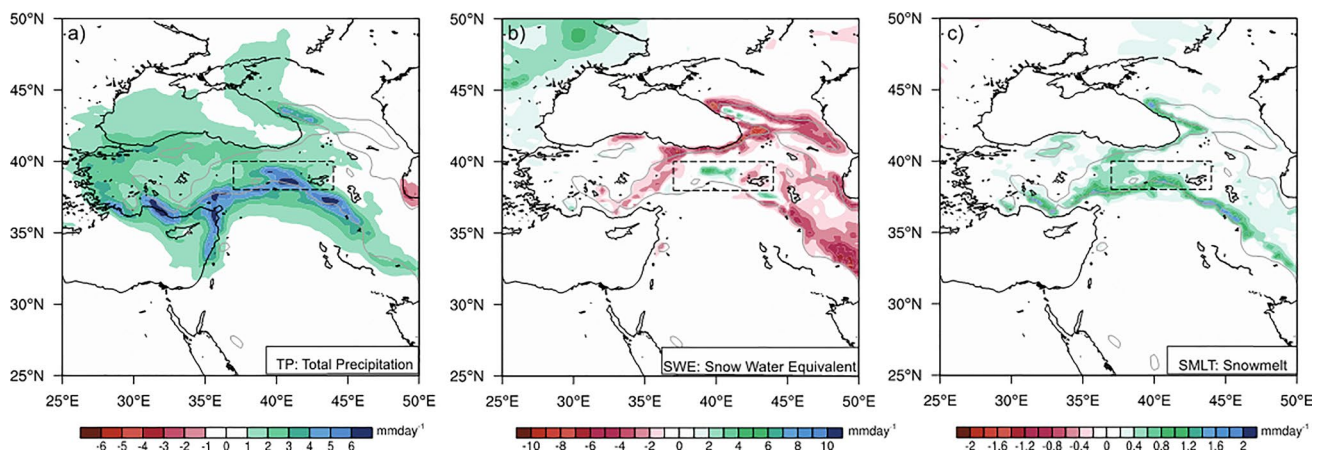 a)
50°N
45°N
40°N
35°N
30°N
25°N
TP: Total Precipitation
25°E 30°E 35°E 40°E 45°E 50°E
-6 -5 -4 -3 -2 -1 0 1 2 3 4 5 6 mmday⁻¹
b)
50°N
45°N
40°N
35°N
30°N
25°N
SWE: Snow Water Equivalent
25°E 30°E 35°E 40°E 45°E 50°E
-10 -8 -6 -4 -2 0 2 4 6 8 10 mmday⁻¹
c)
50°N
45°N
40°N
35°N
30°N
25°N
SMLT: Snowmelt
25°E 30°E 35°E 40°E 45°E 50°E
-2 -1.6 -1.2 -0.8 -0.4 0 0.4 0.8 1.2 1.6 2 mmday⁻¹